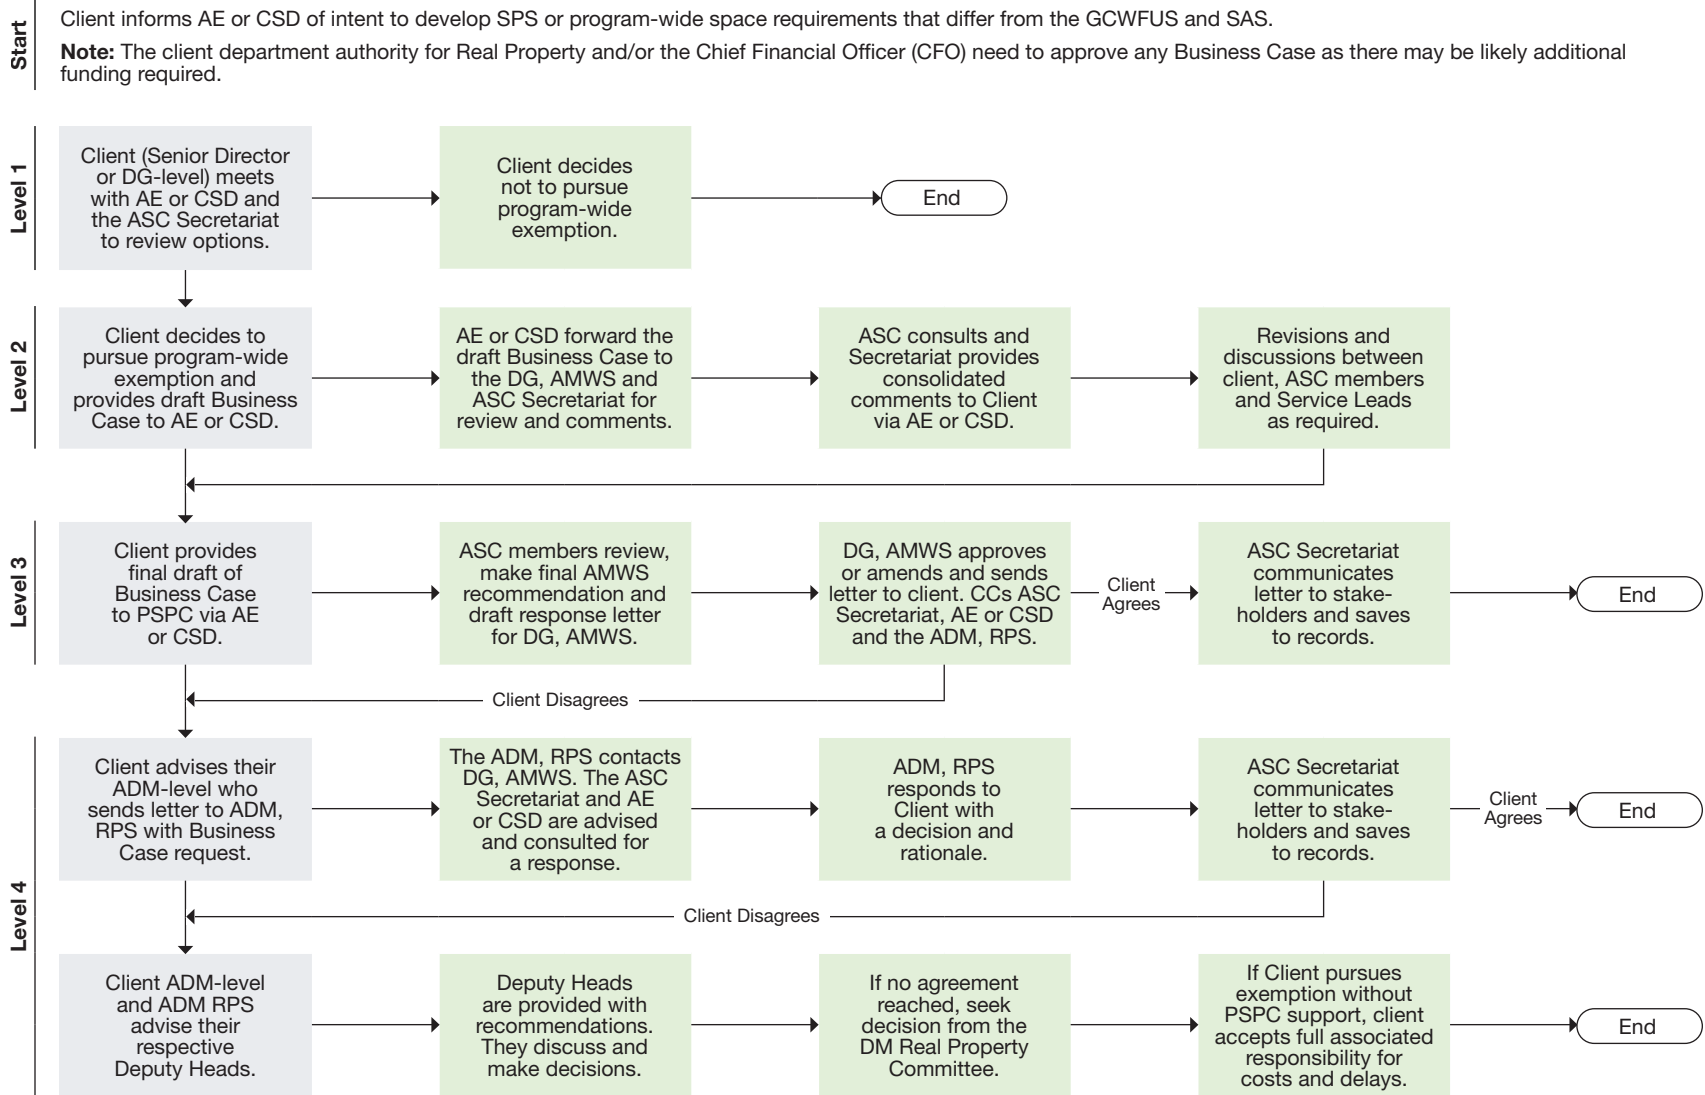 Start
Client informs AE or CSD of intent to develop SPS or program-wide space requirements that differ from the GCWFUS and SAS.
Note: The client department authority for Real Property and/or the Chief Financial Officer (CFO) need to approve any Business Case as there may be likely additional
funding required.
Level 1
Client (Senior Director
or DG-level) meets
with AE or CSD and
the ASC Secretariat
to review options.
Client decides
not to pursue
program-wide
exemption.
End
Level 2
Client decides to
pursue program-wide
exemption and
provides draft Business
Case to AE or CSD.
AE or CSD forward the
draft Business Case to
the DG, AMWS and
ASC Secretariat for
review and comments.
ASC consults and
Secretariat provides
consolidated
comments to Client
via AE or CSD.
Revisions and
discussions between
client, ASC members
and Service Leads
as required.
Level 3
Client provides
final draft of
Business Case
to PSPC via AE
or CSD.
ASC members review,
make final AMWS
recommendation and
draft response letter
for DG, AMWS.
DG, AMWS approves
or amends and sends
letter to client. CCs ASC
Secretariat, AE or CSD
and the ADM, RPS.
Client
Agrees
ASC Secretariat
communicates
letter to stake-
holders and saves
to records.
End
Client Disagrees
Level 4
Client advises their
ADM-level who
sends letter to ADM,
RPS with Business
Case request.
The ADM, RPS contacts
DG, AMWS. The ASC
Secretariat and AE
or CSD are advised
and consulted for
a response.
ADM, RPS
responds to
Client with
a decision and
rationale.
ASC Secretariat
communicates
letter to stake-
holders and saves
to records.
Client
Agrees
End
Client Disagrees
Client ADM-level
and ADM RPS
advise their
respective
Deputy Heads.
Deputy Heads
are provided with
recommendations.
They discuss and
make decisions.
If no agreement
reached, seek
decision from the
DM Real Property
Committee.
If Client pursues
exemption without
PSPC support, client
accepts full associated
responsibility for
costs and delays.
End